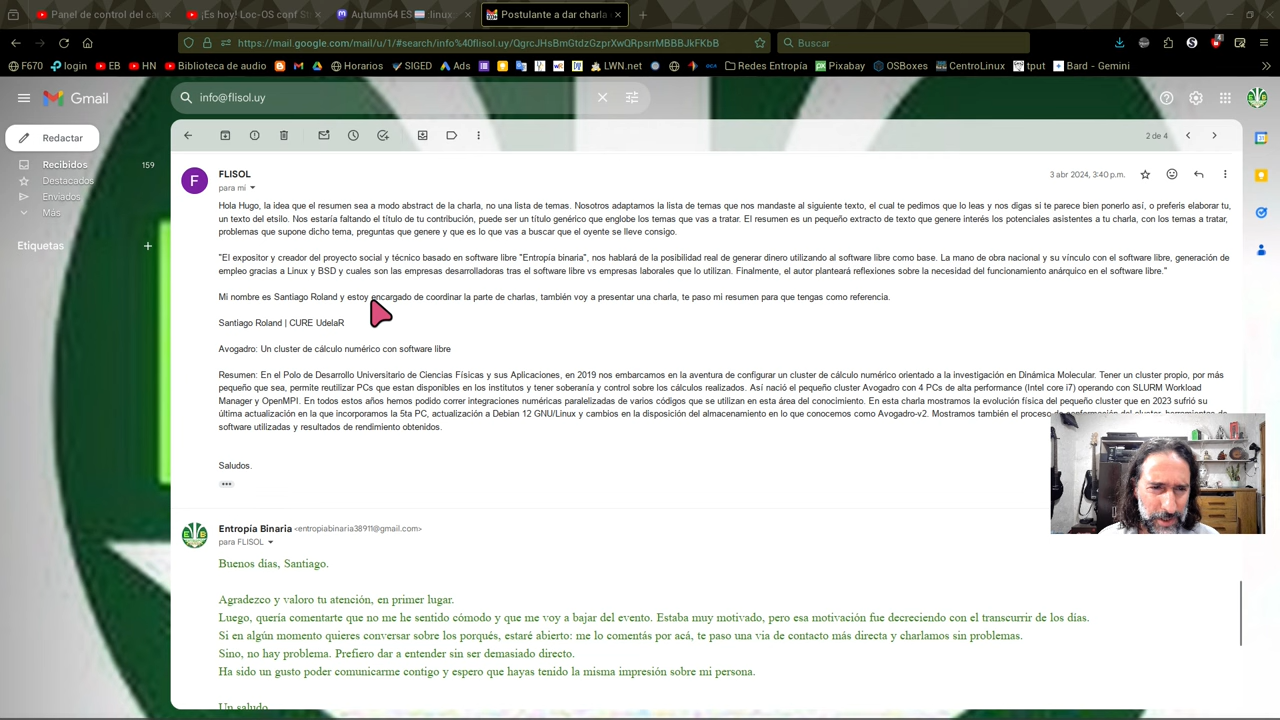 Panel de control del ca
¡Es hoy! Loc-OS conf S
Autumn64 ES :linux:
Postulante a dar charla
https://mail.google.com/mail/u/1/#search/info%40flisol.uy/QgrcJHsBmGtdzGzprXwQRpsrrMBBBJkFKbB
Buscar
F670
login
EB
HN
Biblioteca de audio
Horarios
SIGED
Ads
LWN.net
Redes Entropía
Pixabay
OSBoxes
CentroLinux
tput
Bard - Gemini
Gmail
info@flisol.uy
Redactar
Recibidos
159
Destacados
Enviados
Más
Etiquetas
2 de 4
FLISOL
para mí
3 abr 2024, 3:40 p.m.
Hola Hugo, la idea que el resumen sea a modo abstract de la charla, no una lista de temas. Nosotros adaptamos la lista de temas que nos mandaste al siguiente texto, el cual te pedimos que lo leas y nos digas si te parece bien ponerlo así, o preferis elaborar tu,
un texto del etsilo. Nos estaría faltando el título de tu contribución, puede ser un título genérico que englobe los temas que vas a tratar. El resumen es un pequeño extracto de texto que genere interés los potenciales asistentes a tu charla, con los temas a tratar,
problemas que supone dicho tema, preguntas que genere y que es lo que vas a buscar que el oyente se lleve consigo.
"El expositor y creador del proyecto social y técnico basado en software libre "Entropía binaria", nos hablará de la posibilidad real de generar dinero utilizando al software libre como base. La mano de obra nacional y su vínculo con el software libre, generación de
empleo gracias a Linux y BSD y cuales son las empresas desarrolladoras tras el software libre vs empresas laborales que lo utilizan. Finalmente, el autor planteará reflexiones sobre la necesidad del funcionamiento anárquico en el software libre."
Mi nombre es Santiago Roland y estoy encargado de coordinar la parte de charlas, también voy a presentar una charla, te paso mi resumen para que tengas como referencia.
Santiago Roland | CURE UdelaR
Avogadro: Un cluster de cálculo numérico con software libre
Resumen: En el Polo de Desarrollo Universitario de Ciencias Físicas y sus Aplicaciones, en 2019 nos embarcamos en la aventura de configurar un cluster de cálculo numérico orientado a la investigación en Dinámica Molecular. Tener un cluster propio, por más
pequeño que sea, permite reutilizar PCs que estan disponibles en los institutos y tener soberanía y control sobre los cálculos realizados. Así nació el pequeño cluster Avogadro con 4 PCs de alta performance (Intel core i7) operando con SLURM Workload
Manager y OpenMPI. En todos estos años hemos podido correr integraciones numéricas paralelizadas de varios códigos que se utilizan en esta área del conocimiento. En esta charla mostramos la evolución física del pequeño cluster que en 2023 sufrió su
última actualización en la que incorporamos la 5ta PC, actualización a Debian 12 GNU/Linux y cambios en la disposición del almacenamiento en lo que conocemos como Avogadro-v2. Mostramos también el proceso de conformación del cluster, herramientas de
software utilizadas y resultados de rendimiento obtenidos.
Saludos.
Entropía Binaria <entropiabinaria38911@gmail.com>
para FLISOL
Buenos días, Santiago.
Agradezco y valoro tu atención, en primer lugar.
Luego, quería comentarte que no me he sentido cómodo y que me voy a bajar del evento. Estaba muy motivado, pero esa motivación fue decreciendo con el transcurrir de los días.
Si en algún momento quieres conversar sobre los porqués, estaré abierto: me lo comentás por acá, te paso una via de contacto más directa y charlamos sin problemas.
Sino, no hay problema. Prefiero dar a entender sin ser demasiado directo.
Ha sido un gusto poder comunicarme contigo y espero que hayas tenido la misma impresión sobre mi persona.
Un saludo